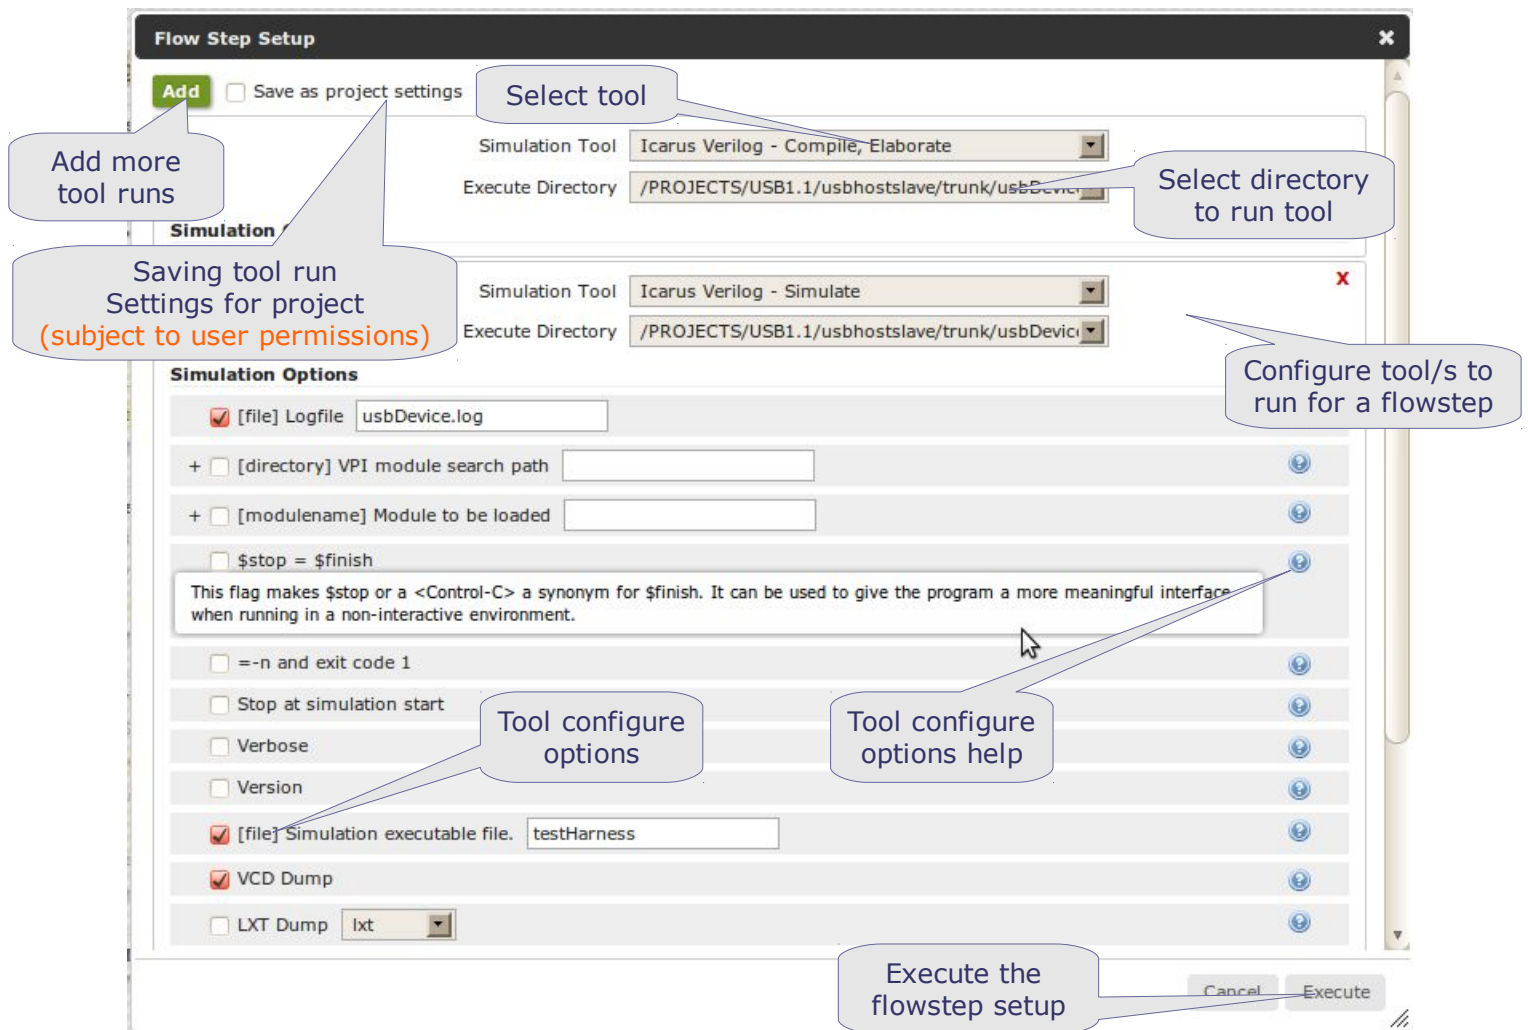 Flow Step Setup
Add
Save as project settings
Select tool
Simulation Tool
Icarus Verilog - Compile, Elaborate
Add more
tool runs
Execute Directory
/PROJECTS/USB1.1/usbhostslave/trunk/usbDevic
Select directory
to run tool
Simulation
Saving tool run
Settings for project
(subject to user permissions)
Simulation Tool
Icarus Verilog - Simulate
X
Execute Directory
/PROJECTS/USB1.1/usbhostslave/trunk/usbDevic
Configure tool/s to
run for a flowstep
Simulation Options
[file] Logfile
usbDevice.log
+ [directory] VPI module search path
+ [modulename] Module to be loaded
$stop = $finish
This flag makes $stop or a <Control-C> a synonym for $finish. It can be used to give the program a more meaningful interface
when running in a non-interactive environment.
=-n and exit code 1
Stop at simulation start
Tool configure
options
Tool configure
options help
Verbose
Version
[file] Simulation executable file.
testHarness
VCD Dump
LXT Dump
lxt
Execute the
flowstep setup
Cancel
Execute